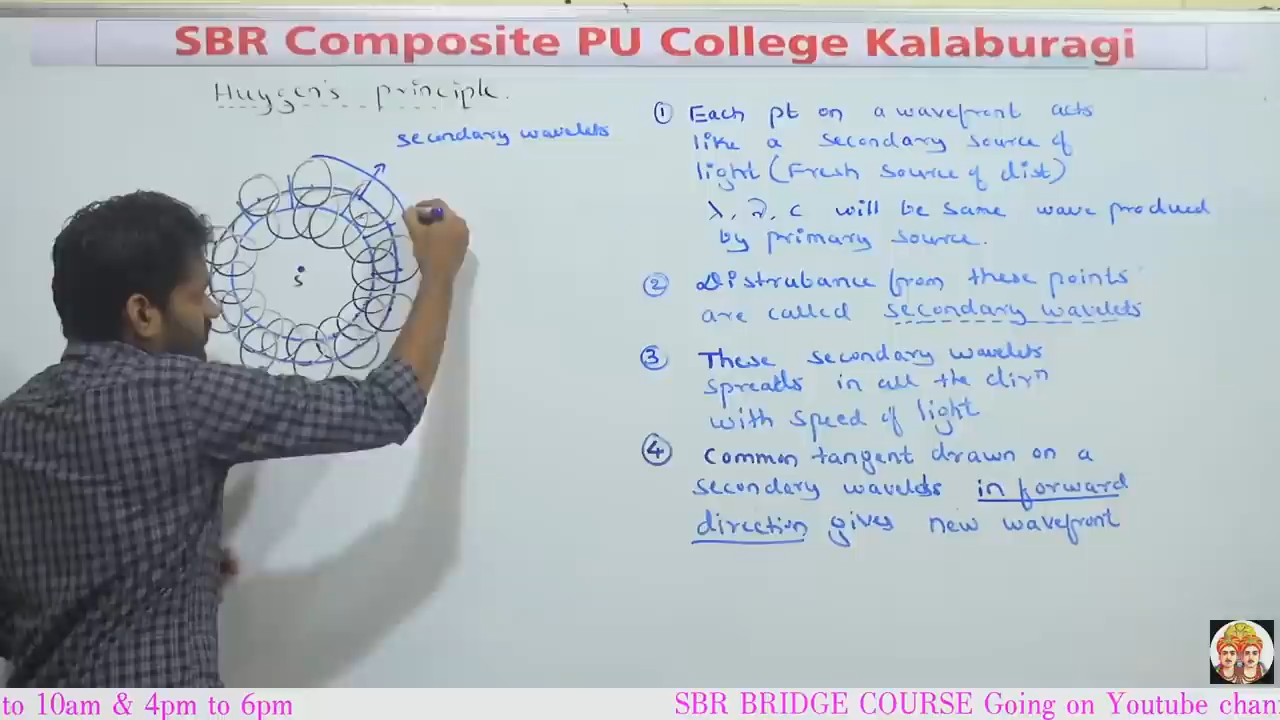 SBR Composite PU College Kalaburagi
Huygen's principle.
secondary wavelets
S
① Each pt on a wavefront acts
like a secondary source of
light (Fresh source of dist)
λ, ν, c will be same wave produced
by primary source.
② Distrubance from these points
are called secondary wavelets
③ These secondary wavelets
spreads in all the dirⁿ
with speed of light
④ Common tangent drawn on a
secondary wavelets in forward
direction gives new wavefront
to 10am & 4pm to 6pm
SBR BRIDGE COURSE Going on Youtube chan